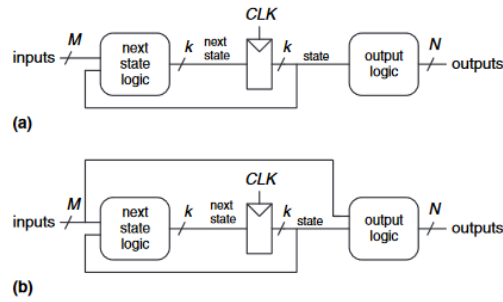 CLK
M
next
k
next
k
N
inputs
state
state
state
output
outputs
logic
logic
(a)
CLK
M
next
k
next
k
N
inputs
state
state
state
output
outputs
logic
logic
(b)